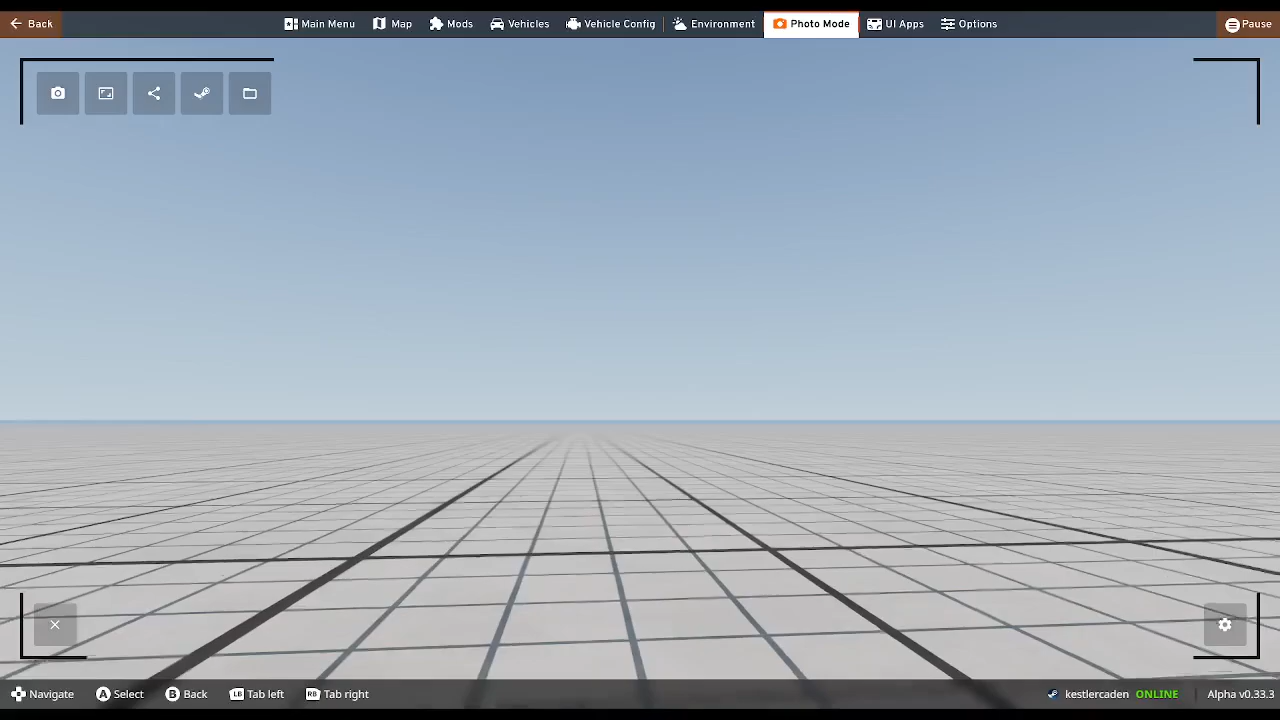 Back Main Menu Map Mods Vehicles Vehicle Config Environment Photo Mode UI Apps Options Pause
Navigate A Select B Back LB Tab left RB Tab right kestlercaden ONLINE Alpha v0.33.3